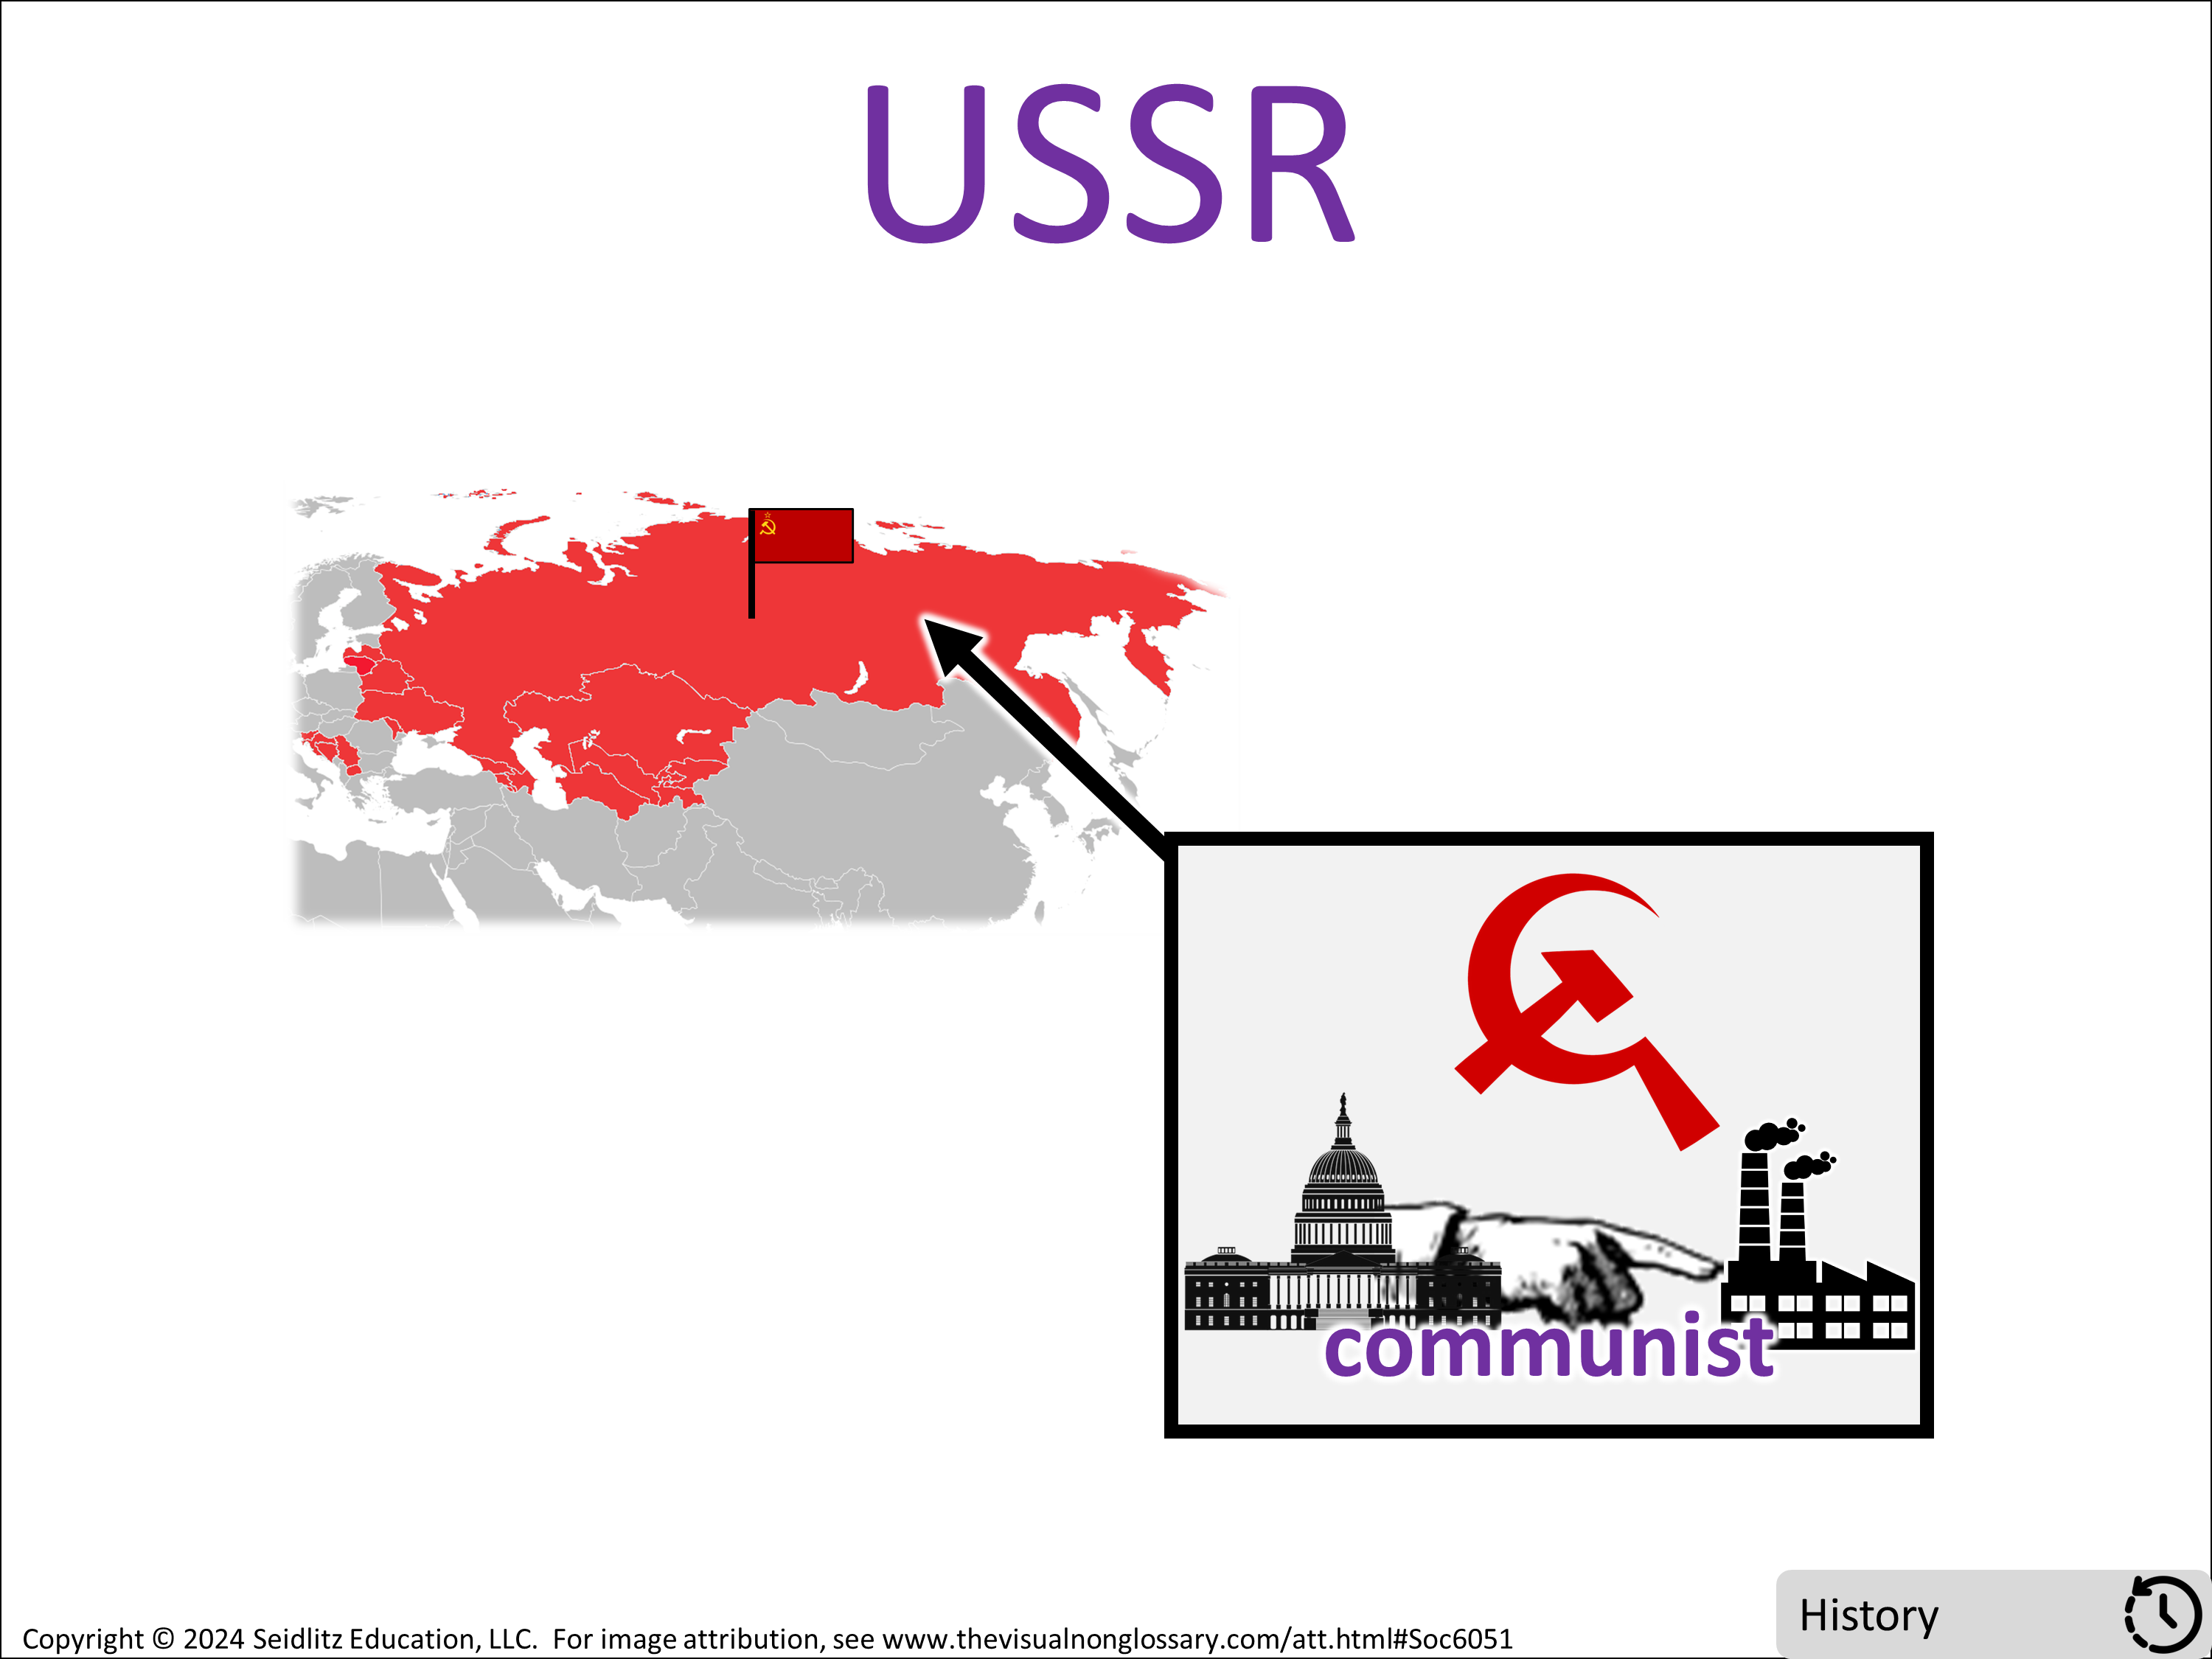 USSR
communist
History
Copyright © 2024 Seidlitz Education, LLC.  For image attribution, see www.thevisualnonglossary.com/att.html#Soc6051